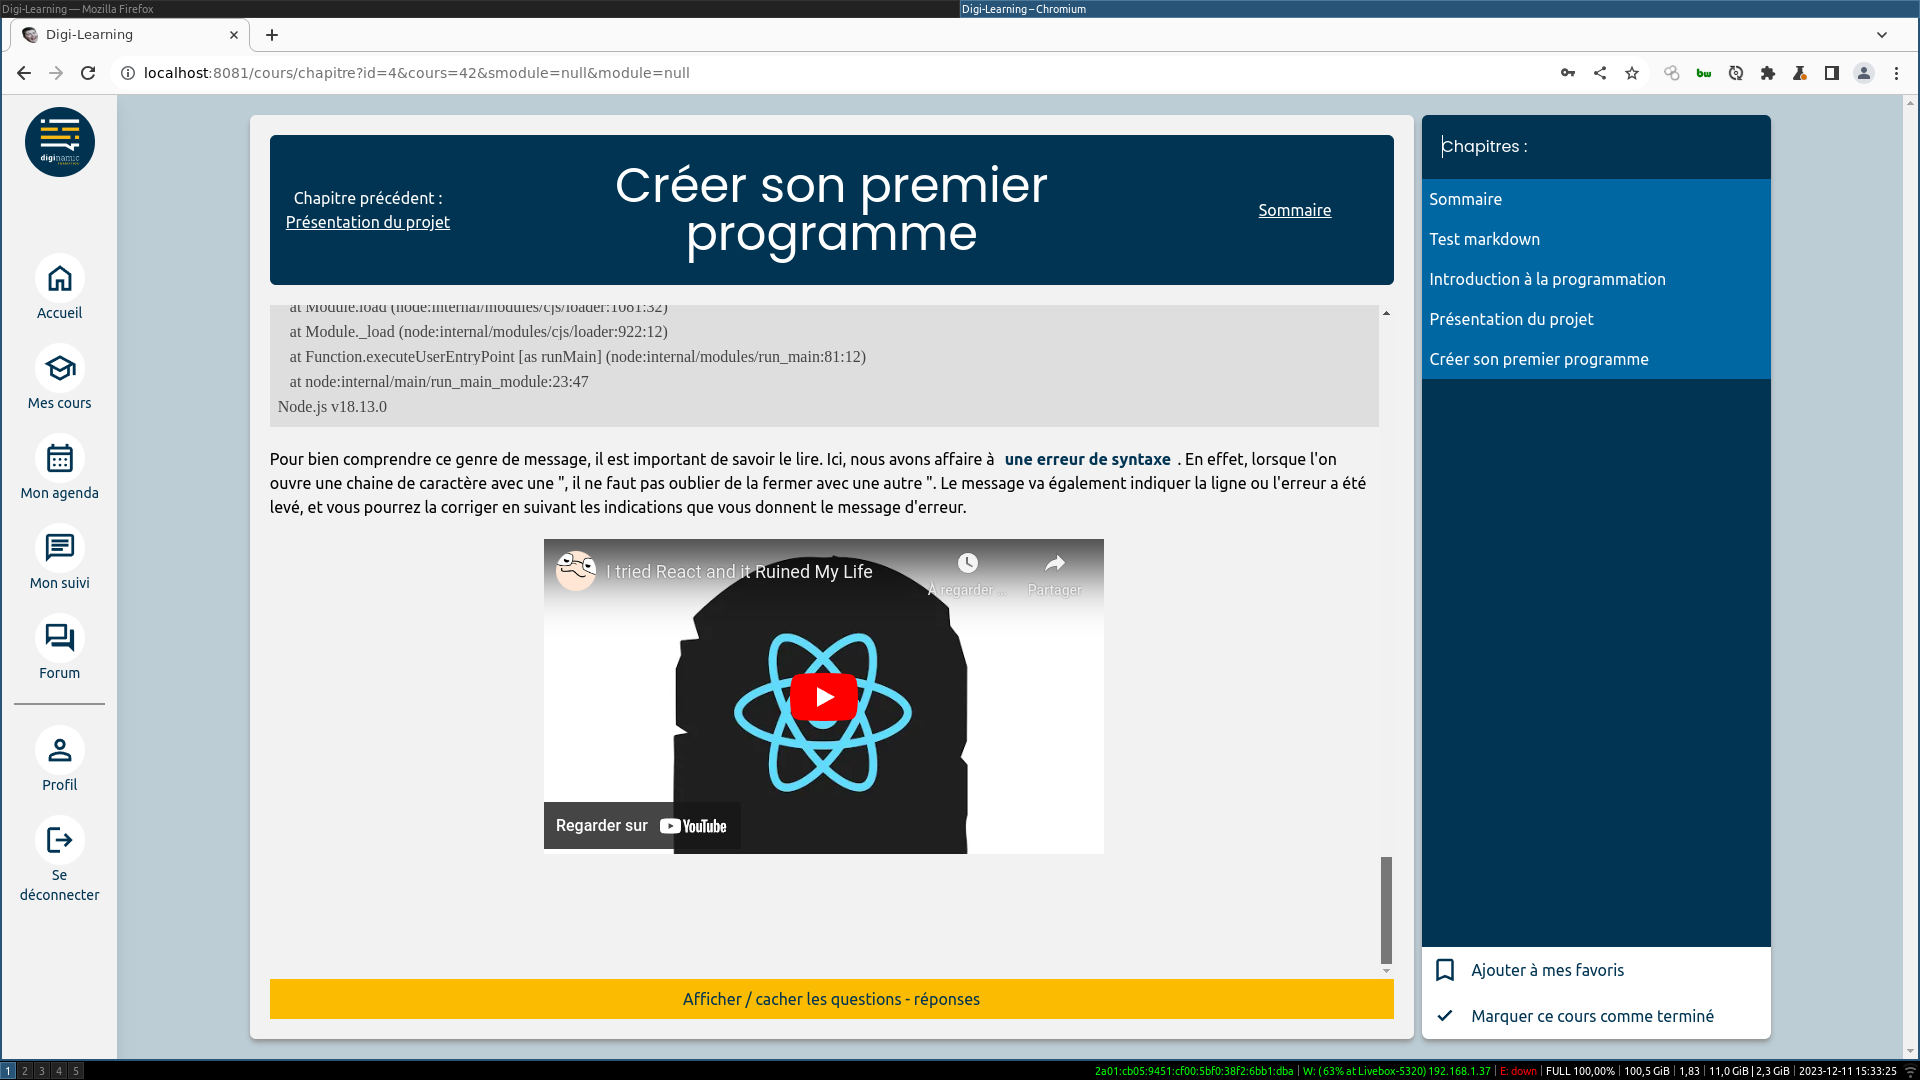 Digi-Learning — Mozilla Firefox
Digi-Learning – Chromium
Digi-Learning
localhost:8081/cours/chapitre?id=4&cours=42&smodule=null&module=null
bw
diginamic
Accueil
Mes cours
Mon agenda
Mon suivi
Forum
Profil
Se
déconnecter
Chapitre précédent :
Présentation du projet
Créer son premier
programme
Sommaire
at Module.load (node:internal/modules/cjs/loader:1081:32)
at Module._load (node:internal/modules/cjs/loader:922:12)
at Function.executeUserEntryPoint [as runMain] (node:internal/modules/run_main:81:12)
at node:internal/main/run_main_module:23:47
Node.js v18.13.0
Pour bien comprendre ce genre de message, il est important de savoir le lire. Ici, nous avons affaire à une erreur de syntaxe . En effet, lorsque l'on
ouvre une chaine de caractère avec une ", il ne faut pas oublier de la fermer avec une autre ". Le message va également indiquer la ligne ou l'erreur a été
levé, et vous pourrez la corriger en suivant les indications que vous donnent le message d'erreur.
I tried React and it Ruined My Life
À regarder ...
Partager
Regarder sur YouTube
Afficher / cacher les questions - réponses
Chapitres :
Sommaire
Test markdown
Introduction à la programmation
Présentation du projet
Créer son premier programme
Ajouter à mes favoris
Marquer ce cours comme terminé
1 2 3 4 5
2a01:cb05:9451:cf00:5bf0:38f2:6bb1:dba | W: (63% at Livebox-5320) 192.168.1.37 | E: down | FULL 100,00% | 100,5 GiB | 1,83 | 11,0 GiB | 2,3 GiB | 2023-12-11 15:33:25